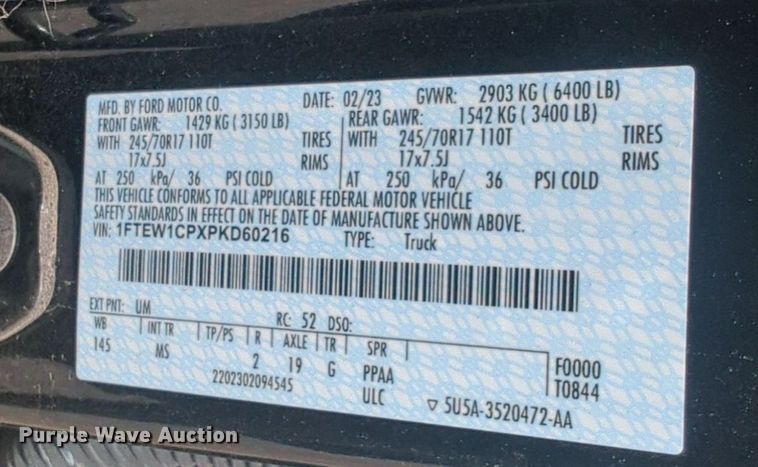 MFD. BY FORD MOTOR CO. DATE: 02/23 GVWR: 2903 KG ( 6400 LB)
FRONT GAWR: 1429 KG ( 3150 LB) REAR GAWR: 1542 KG ( 3400 LB)
WITH 245/70R17 110T TIRES WITH 245/70R17 110T TIRES
17x7.5J RIMS 17x7.5J RIMS
AT 250 kPa/ 36 PSI COLD AT 250 kPa/ 36 PSI COLD
THIS VEHICLE CONFORMS TO ALL APPLICABLE FEDERAL MOTOR VEHICLE
SAFETY STANDARDS IN EFFECT ON THE DATE OF MANUFACTURE SHOWN ABOVE.
VIN: 1FTEW1CPXPKD60216 TYPE: Truck
EXT PNT: UM RC: 52 DSO:
WB INT TR TP/PS R AXLE TR SPR
145 MS 2 19 G PPAA F0000
2202302094545 ULC T0844
▽ 5U5A-3520472-AA
Purple Wave Auction